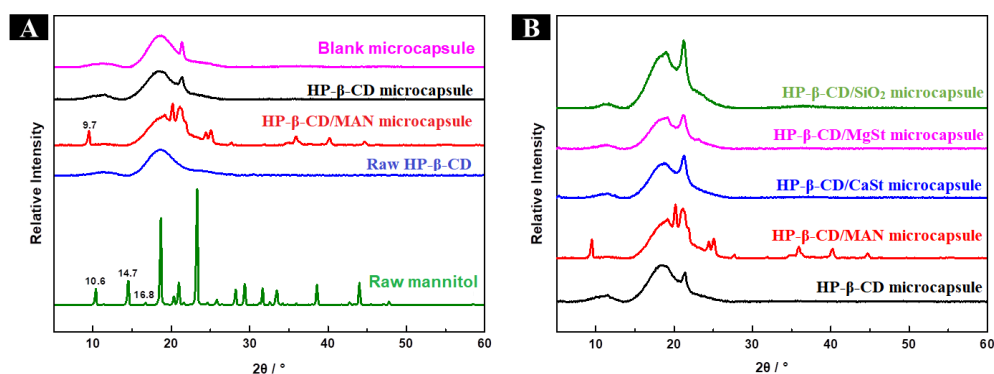 A
Relative Intensity
Blank microcapsule
HP-β-CD microcapsule
9.7
HP-β-CD/MAN microcapsule
Raw HP-β-CD
10.6
14.7
16.8
Raw mannitol
10
20
30
40
50
60
2θ / °
B
Relative Intensity
HP-β-CD/SiO₂ microcapsule
HP-β-CD/MgSt microcapsule
HP-β-CD/CaSt microcapsule
HP-β-CD/MAN microcapsule
HP-β-CD microcapsule
10
20
30
40
50
60
2θ / °